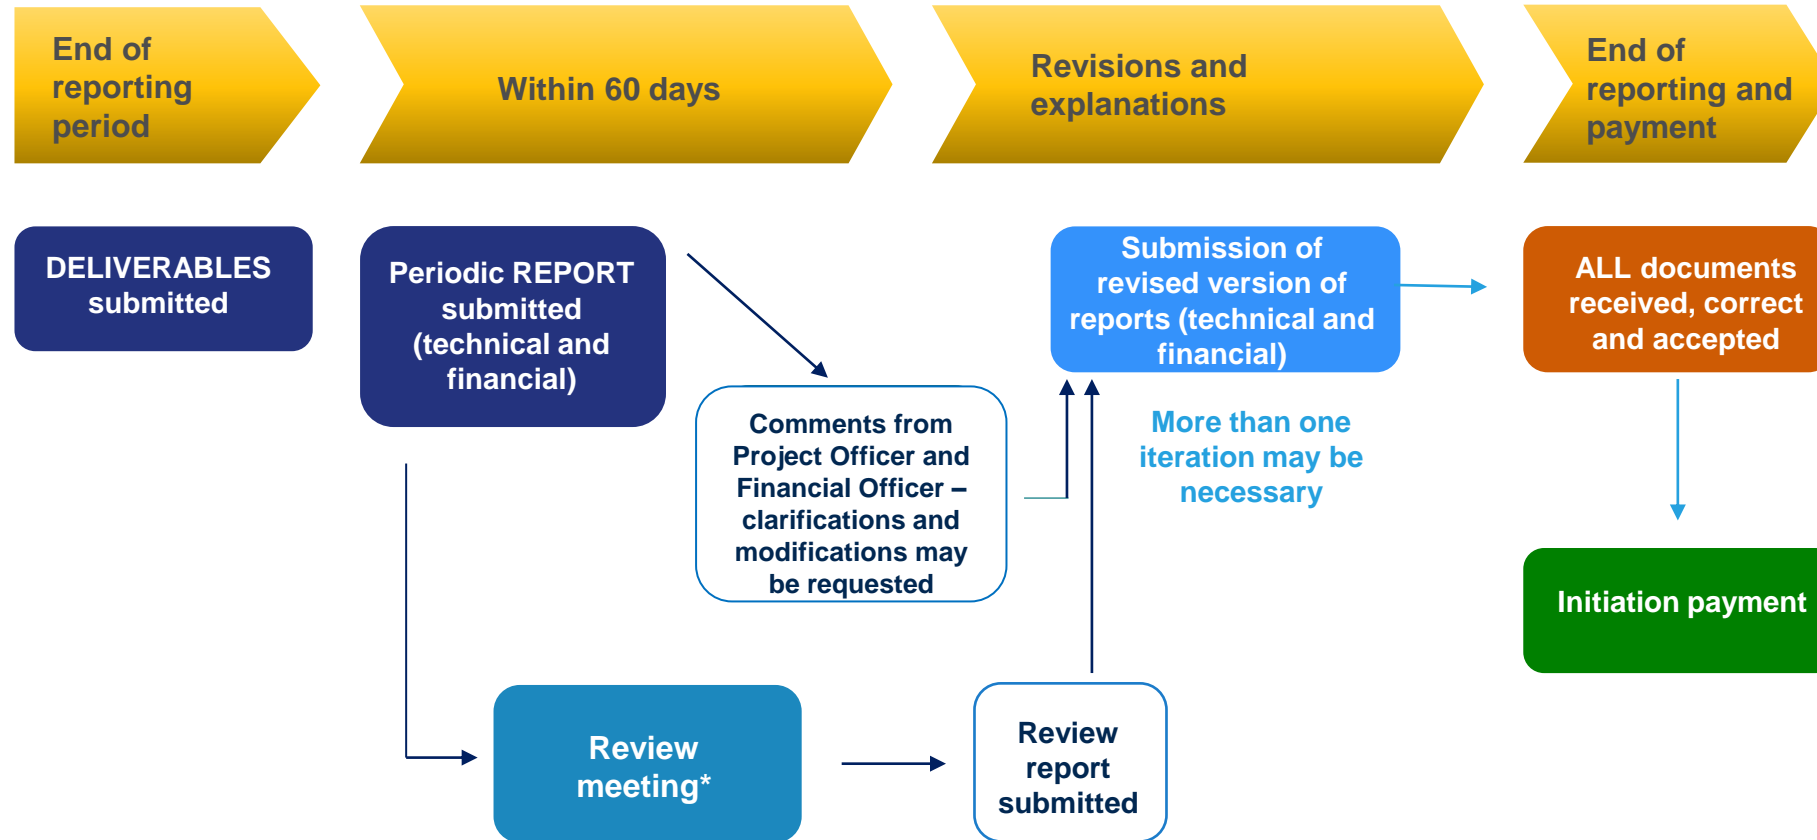 End of
reporting
period
Within 60 days
Revisions and
explanations
End of
reporting and
payment
DELIVERABLES
submitted
Periodic REPORT
submitted
(technical and
financial)
Comments from
Project Officer and
Financial Officer –
clarifications and
modifications may
be requested
Submission of
revised version of
reports (technical and
financial)
More than one
iteration may be
necessary
ALL documents
received, correct
and accepted
Initiation payment
Review
meeting*
Review
report
submitted